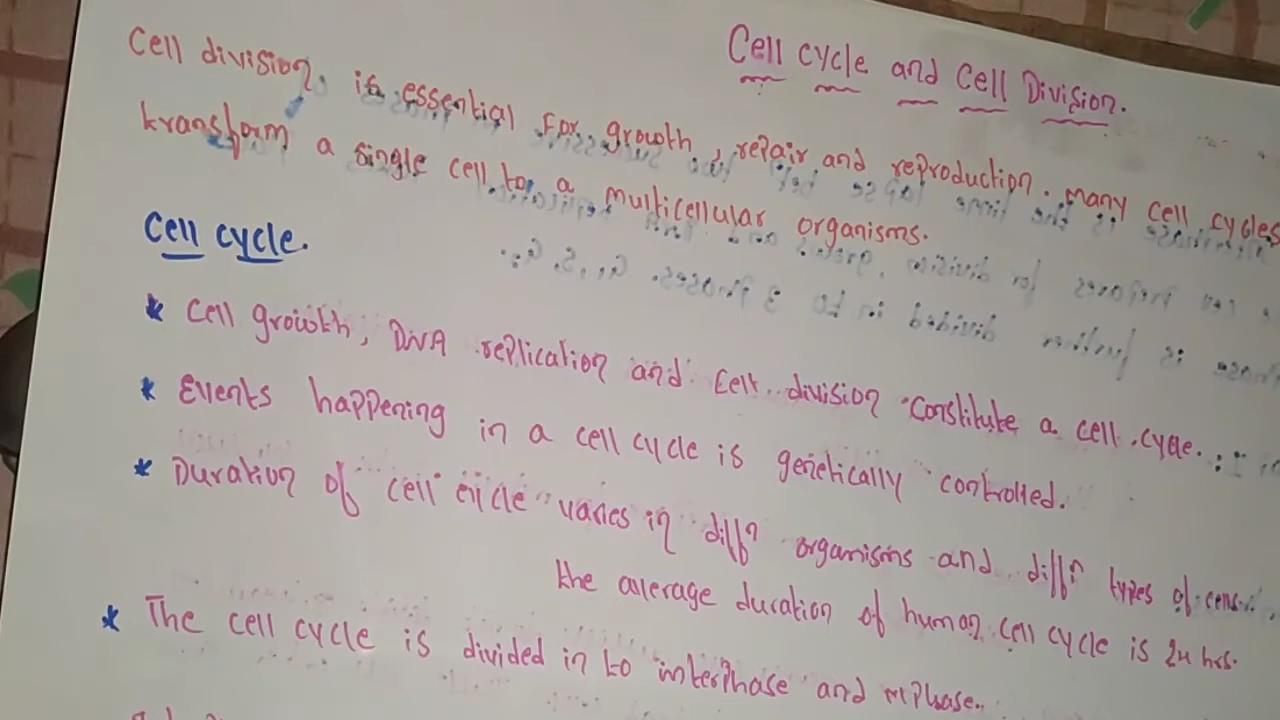 Cell cycle and Cell Division.
Cell division, is essential for growth, repair and reproduction. Many cell cycles
transform a single cell to a multicellular organisms.
Cell cycle.
* Cell growth, DNA replication and Cell division constitute a cell cycle.
* Events happening in a cell cycle is genetically controlled.
* Duration of cell cycle varies in diffn organisms and diffn types of cells.
the average duration of human cell cycle is 24 hrs.
* The cell cycle is divided in to interphase and mphase.